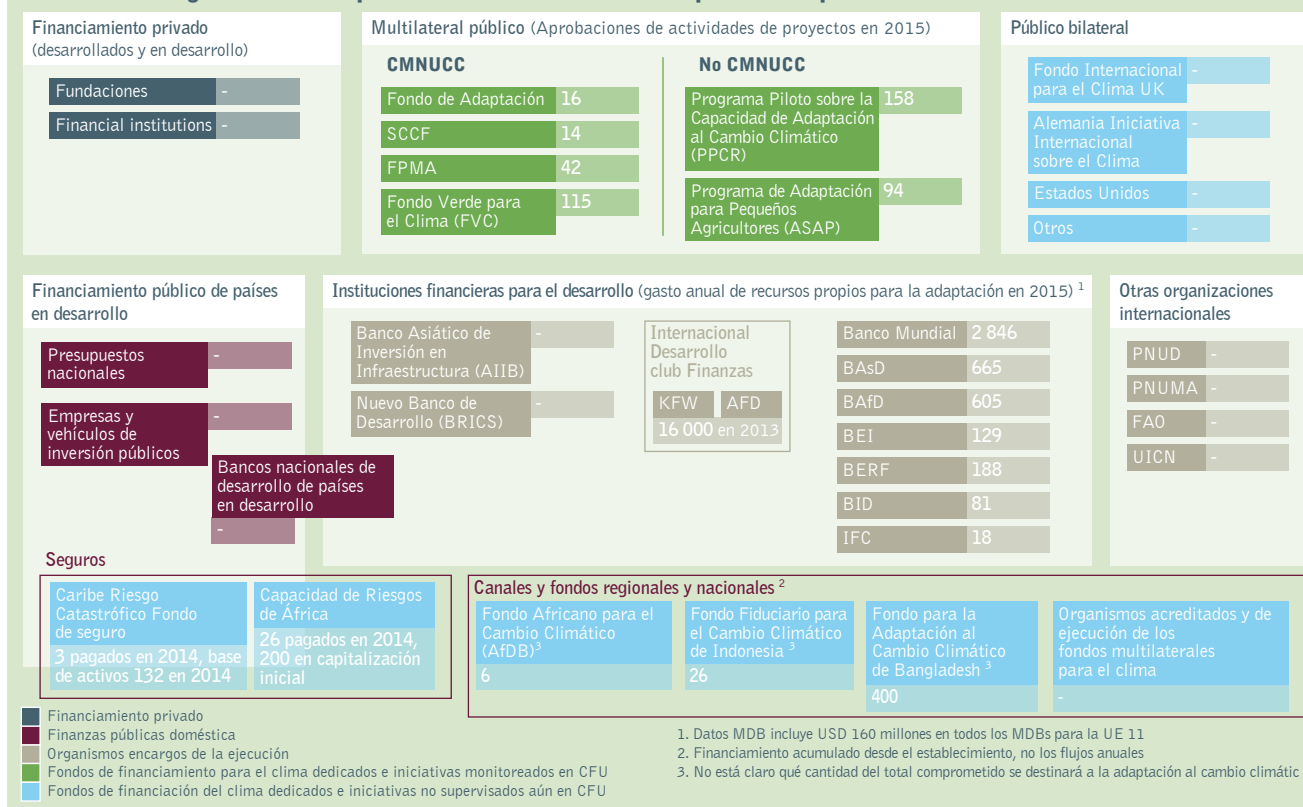 Financiamiento privado
(desarrollados y en desarrollo)
Fundaciones -
Financial institutions -
Multilateral público (Aprobaciones de actividades de proyectos en 2015)
CMNUCC
Fondo de Adaptación 16
SCCF 14
FPMA 42
Fondo Verde para
el Clima (FVC)
115
No CMNUCC
Programa Piloto sobre la
Capacidad de Adaptación
al Cambio Climático
(PPCR)
158
Programa de Adaptación
para Pequeños
Agricultores (ASAP)
94
Público bilateral
Fondo Internacional
para el Clima UK
-
Alemania Iniciativa
Internacional
sobre el Clima
-
Estados Unidos -
Otros -
Financiamiento público de países
en desarrollo
Presupuestos
nacionales
-
Empresas y
vehículos de
inversión públicos
-
Bancos nacionales de
desarrollo de países
en desarrollo
-
Instituciones financieras para el desarrollo (gasto anual de recursos propios para la adaptación en 2015) 1
Banco Asiático de
Inversión en
Infraestructura (AIIB)
-
Nuevo Banco de
Desarrollo (BRICS)
-
Internacional
Desarrollo
club Finanzas
KFW AFD
16 000 en 2013
Banco Mundial 2 846
BAsD 665
BAfD 605
BEI 129
BERF 188
BID 81
IFC 18
Otras organizaciones
internacionales
PNUD -
PNUMA -
FAO -
UICN -
Seguros
Caribe Riesgo
Catastrófico Fondo
de seguro
3 pagados en 2014, base
de activos 132 en 2014
Capacidad de Riesgos
de África
26 pagados en 2014,
200 en capitalización
inicial
Canales y fondos regionales y nacionales 2
Fondo Africano para el
Cambio Climático
(AfDB)3
6
Fondo Fiduciario para
el Cambio Climático
de Indonesia 3
26
Fondo para la
Adaptación al
Cambio Climático
de Bangladesh 3
400
Organismos acreditados y de
ejecución de los
fondos multilaterales
para el clima
-
Financiamiento privado
Finanzas públicas doméstica
Organismos encargos de la ejecución
Fondos de financiamiento para el clima dedicados e iniciativas monitoreados en CFU
Fondos de financiación del clima dedicados e iniciativas no supervisados aún en CFU
1. Datos MDB incluye USD 160 millones en todos los MDBs para la UE 11
2. Financiamiento acumulado desde el establecimiento, no los flujos anuales
3. No está claro qué cantidad del total comprometido se destinará a la adaptación al cambio climátic